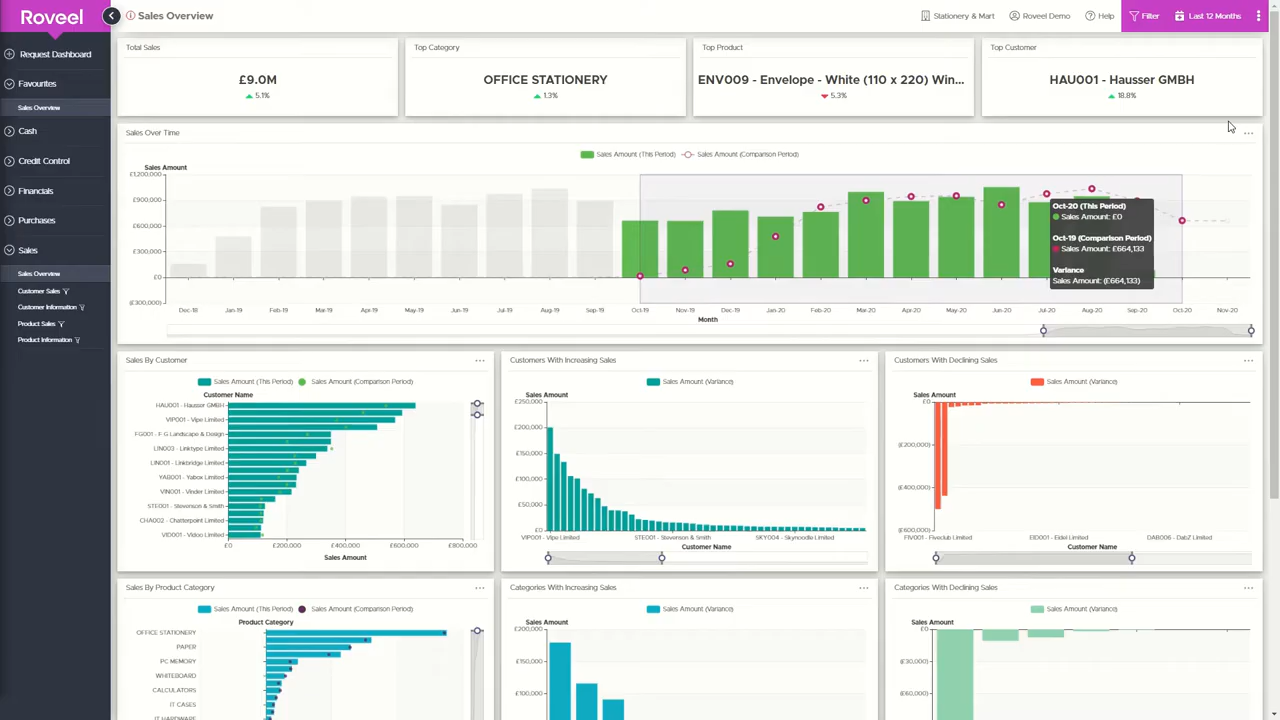 Roveel
Sales Overview
Stationery & Mart
Roveel Demo
Help
Filter
Last 12 Months
Request Dashboard
Favourites
Sales Overview
Cash
Credit Control
Financials
Purchases
Sales
Sales Overview
Customer Sales
Customer Information
Product Sales
Product Information
Total Sales
£9.0M
5.1%
Top Category
OFFICE STATIONERY
1.3%
Top Product
ENV009 - Envelope - White (110 x 220) Win...
5.3%
Top Customer
HAU001 - Hausser GMBH
18.8%
Sales Over Time
Sales Amount (This Period)
Sales Amount (Comparison Period)
Sales Amount
£1,200,000
£900,000
£600,000
£300,000
£0
(£300,000)
Dec-18
Jan-19
Feb-19
Mar-19
Apr-19
May-19
Jun-19
Jul-19
Aug-19
Sep-19
Oct-19
Nov-19
Dec-19
Jan-20
Feb-20
Mar-20
Apr-20
May-20
Jun-20
Jul-20
Aug-20
Sep-20
Oct-20
Nov-20
Month
Oct-20 (This Period)
Sales Amount: £0
Oct-19 (Comparison Period)
Sales Amount: £664,133
Variance
Sales Amount: (£664,133)
Sales By Customer
Sales Amount (This Period)
Sales Amount (Comparison Period)
Customer Name
HAU001 - Hausser GMBH
VIP001 - Vipe Limited
FG001 - F G Landscape & Design
LIN003 - Linktype Limited
LIN001 - Linkbridge Limited
YAB001 - Yabox Limited
VIN001 - Vinder Limited
STE001 - Stevenson & Smith
CHA002 - Chatterpoint Limited
VID001 - Vidoo Limited
£0
£200,000
£400,000
£600,000
£800,000
Sales Amount
Customers With Increasing Sales
Sales Amount (Variance)
Sales Amount
£250,000
£200,000
£150,000
£100,000
£50,000
£0
VIP001 - Vipe Limited
STE001 - Stevenson & Smith
SKY004 - Skynoodle Limited
Customer Name
Customers With Declining Sales
Sales Amount (Variance)
Sales Amount
£0
(£200,000)
(£400,000)
(£600,000)
FIV001 - Fiveclub Limited
EID001 - Eidel Limited
DAB006 - DabZ Limited
Customer Name
Sales By Product Category
Sales Amount (This Period)
Sales Amount (Comparison Period)
Product Category
OFFICE STATIONERY
PAPER
PC MEMORY
WHITEBOARD
CALCULATORS
IT CASES
IT HARDWARE
Categories With Increasing Sales
Sales Amount (Variance)
Sales Amount
£200,000
£150,000
£100,000
Categories With Declining Sales
Sales Amount (Variance)
Sales Amount
£0
(£30,000)
(£60,000)